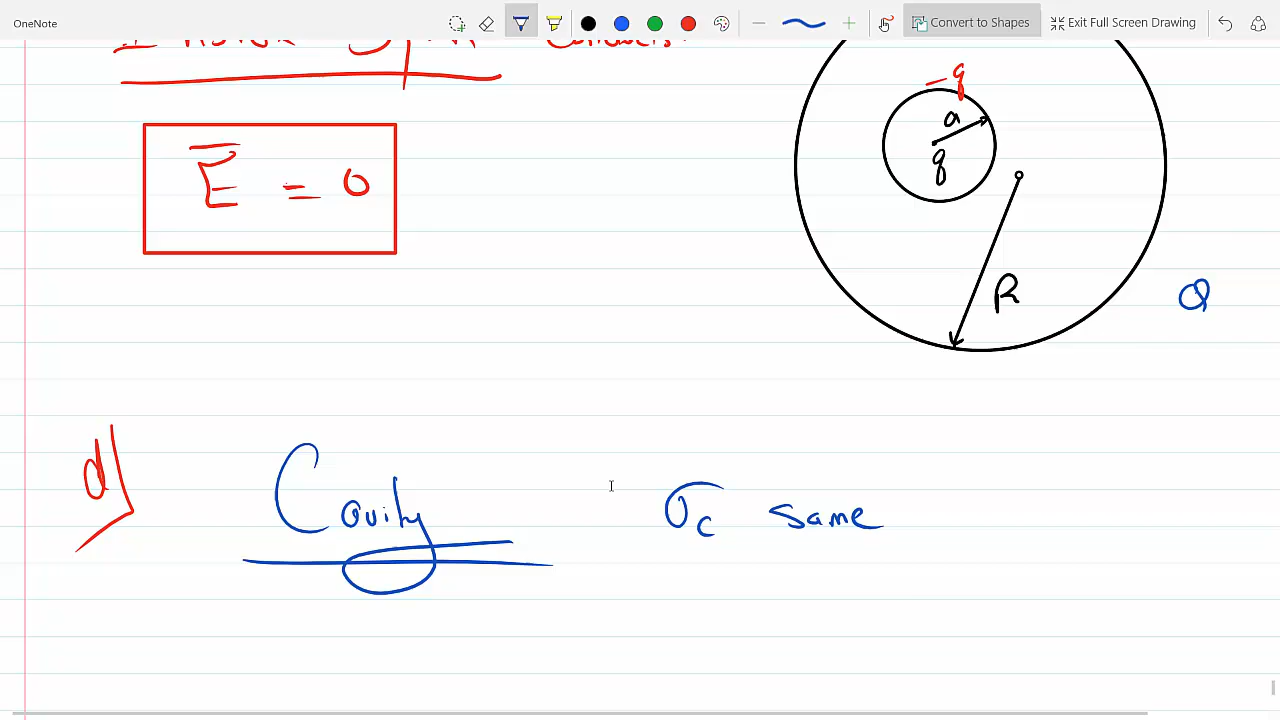 OneNote
Convert to Shapes
Exit Full Screen Drawing
-q
a
q
E = 0
R
Q
d)
Cavity
σc same